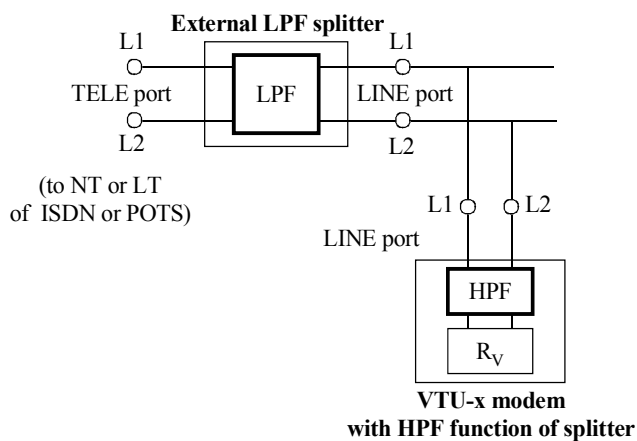 External LPF splitter
L1
L1
TELE port
LPF
LINE port
L2
L2
(to NT or LT
of ISDN or POTS)
L1
L2
LINE port
HPF
RV
VTU-x modem
with HPF function of splitter